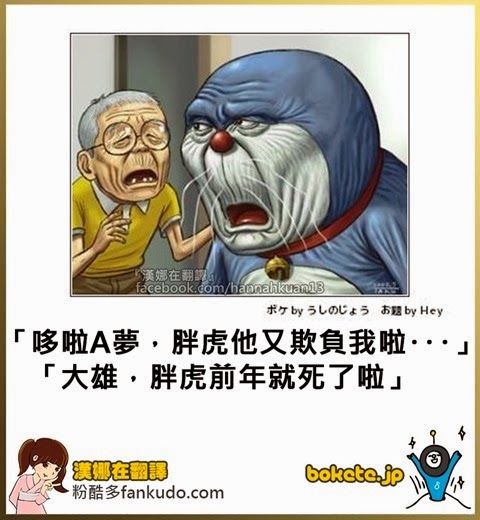 『漢娜在翻譯』
facebook.com/hannahkuan13
ボケ by うしのじょう お題 by Hey
「哆啦A夢，胖虎他又欺負我啦···」
「大雄，胖虎前年就死了啦」
漢娜在翻譯
粉酷多fankudo.com
bokete.jp